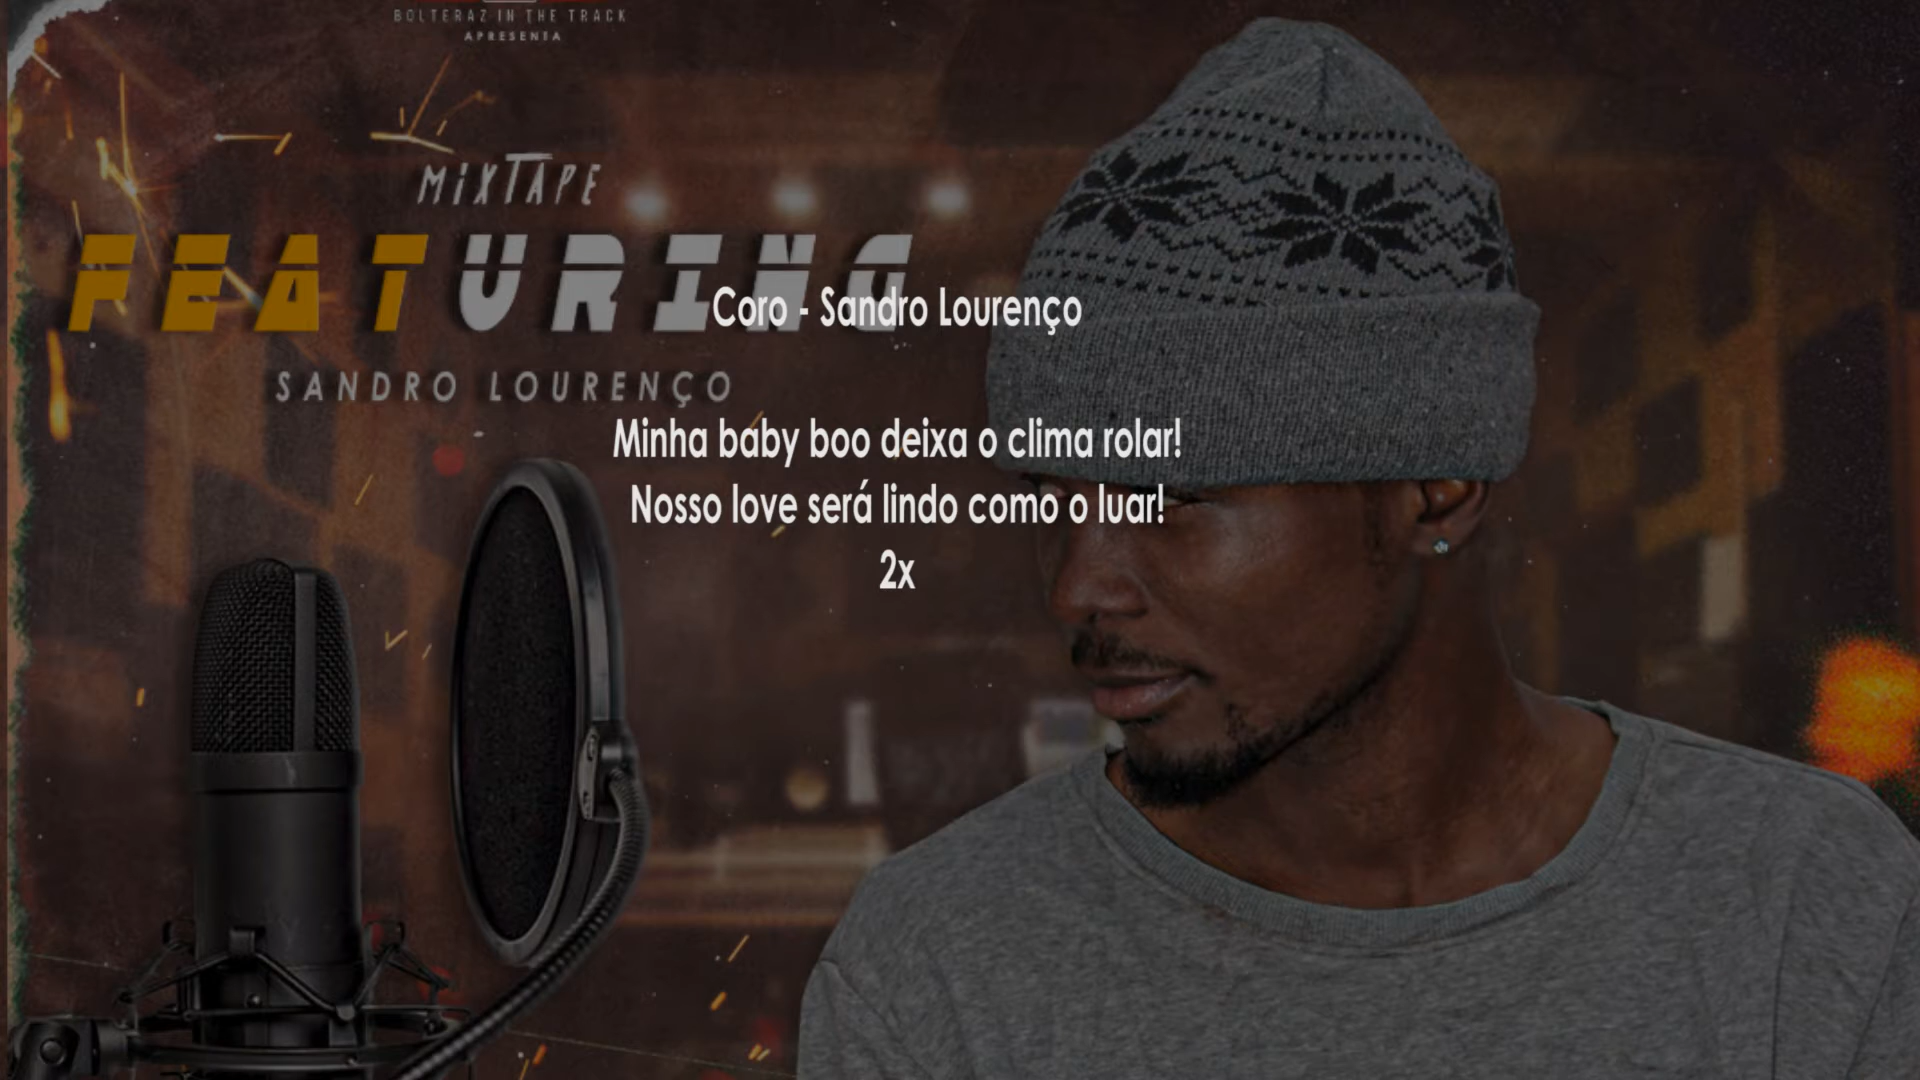 BOLTERAZ IN THE TRACK
APRESENTA
MIXTAPE
FEATURING
SANDRO LOURENÇO
Coro - Sandro Lourenço
Minha baby boo deixa o clima rolar!
Nosso love será lindo como o luar!
2x